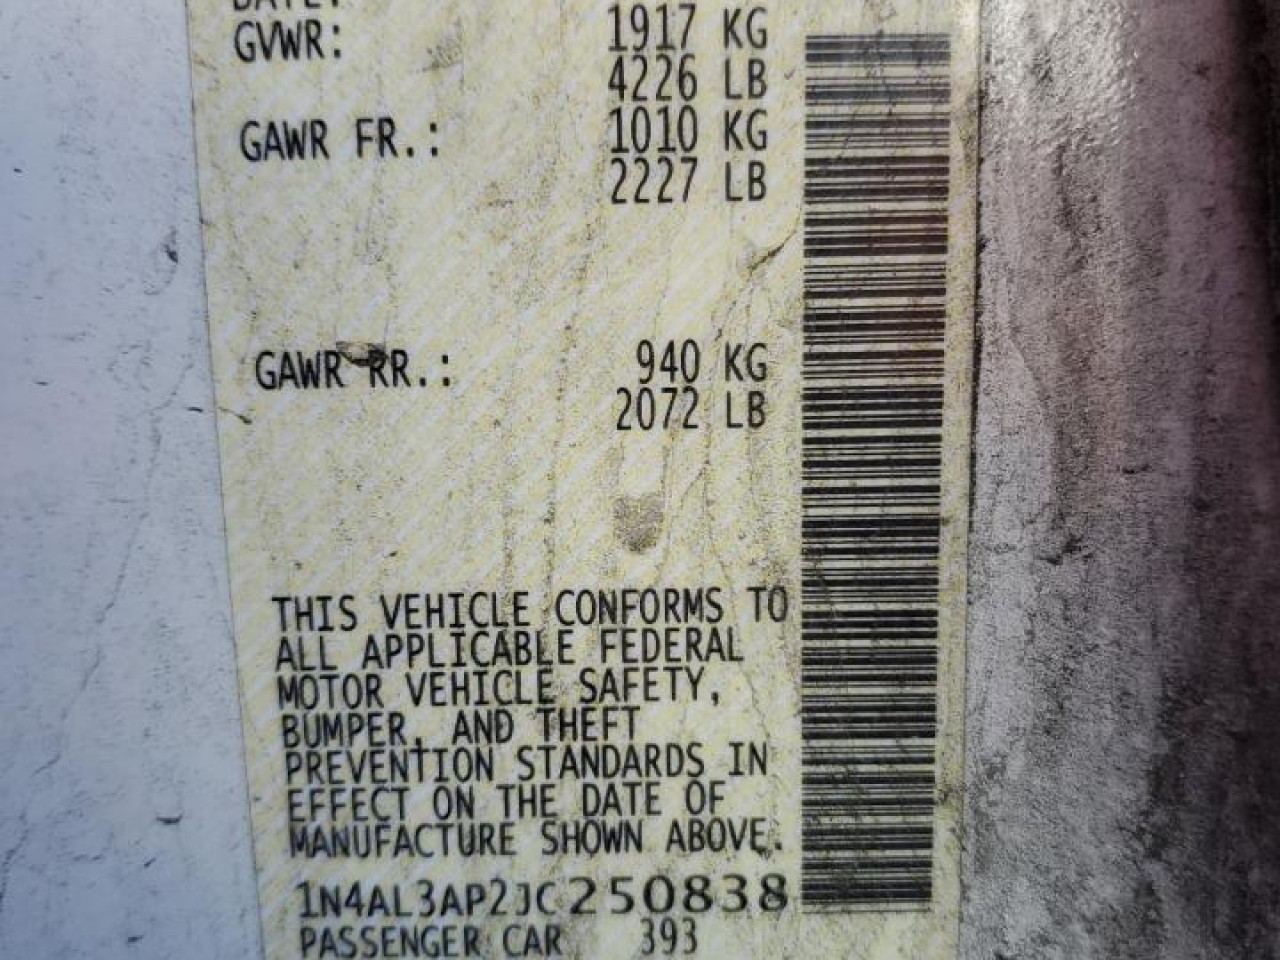 DATE:
GVWR: 1917 KG
4226 LB
GAWR FR.: 1010 KG
2227 LB
GAWR RR.: 940 KG
2072 LB
THIS VEHICLE CONFORMS TO
ALL APPLICABLE FEDERAL
MOTOR VEHICLE SAFETY,
BUMPER, AND THEFT
PREVENTION STANDARDS IN
EFFECT ON THE DATE OF
MANUFACTURE SHOWN ABOVE.
1N4AL3AP2JC250838
PASSENGER CAR 393